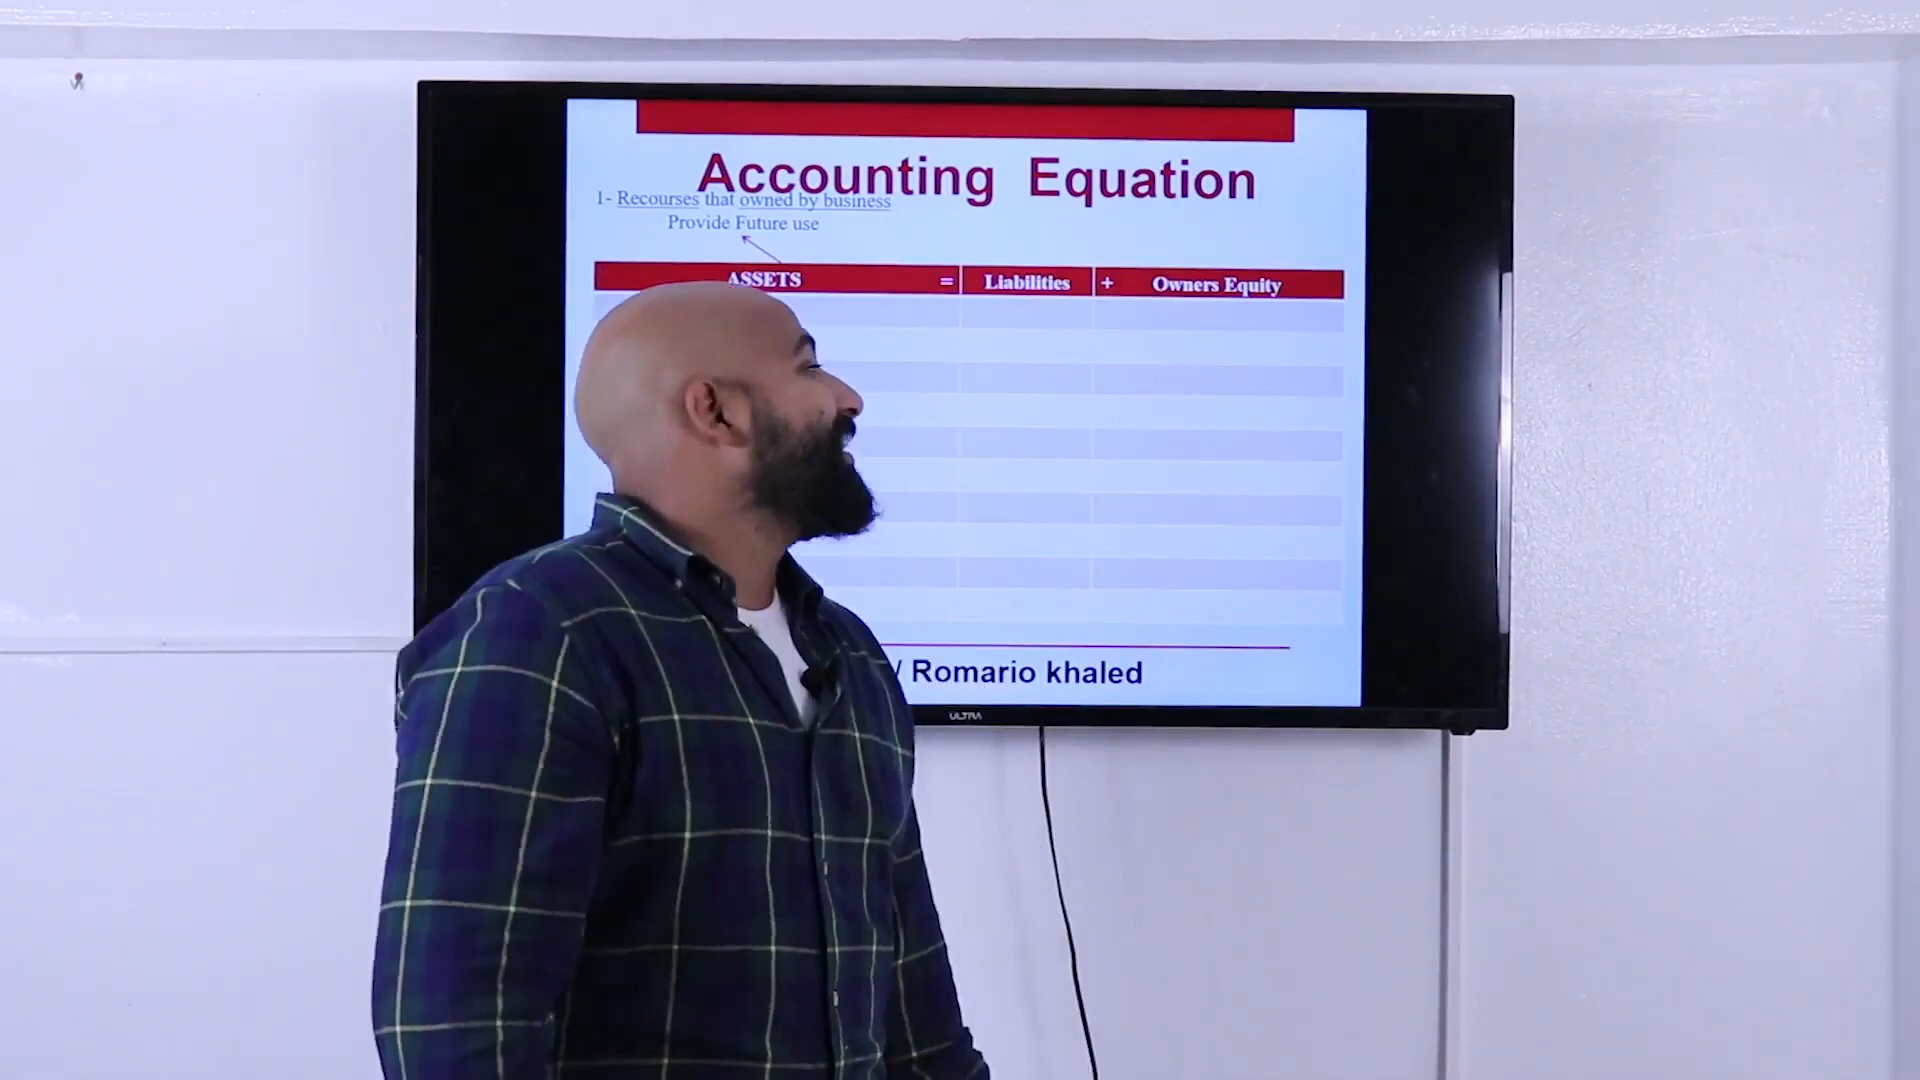 Accounting Equation
1- Recourses that owned by business
Provide Future use
ASSETS = Liabilities + Owners Equity
/ Romario khaled
ULTRA